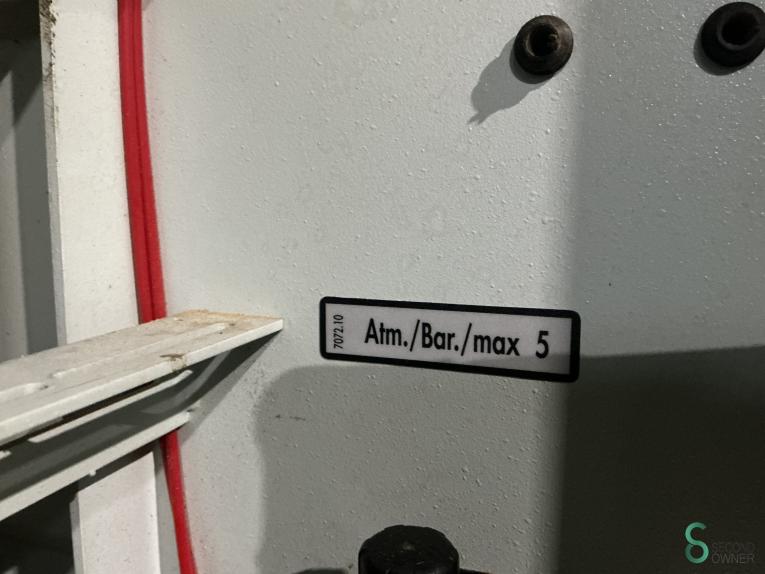 7072.10
Atm./Bar./max 5
SECOND
OWNER